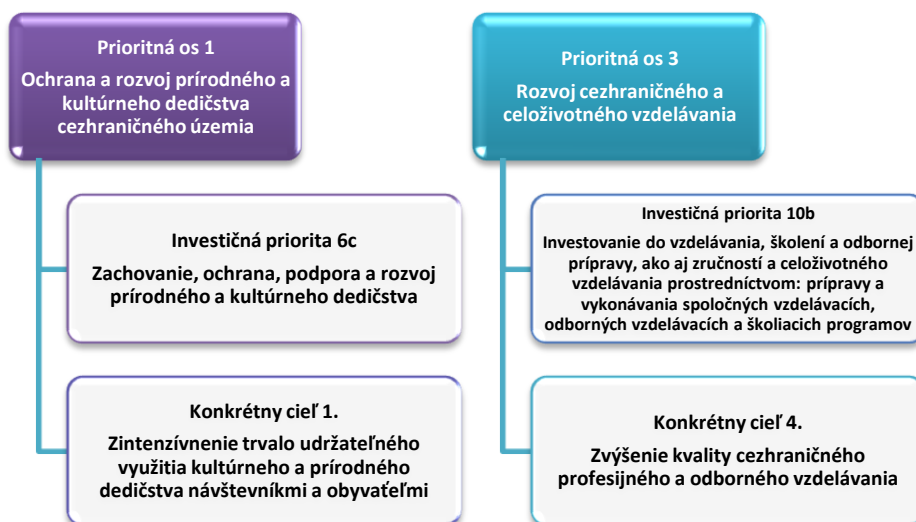 Prioritná os 1
Ochrana a rozvoj prírodného a
kultúrneho dedičstva
cezhraničného územia
Investičná priorita 6c
Zachovanie, ochrana, podpora a rozvoj
prírodného a kultúrneho dedičstva
Konkrétny cieľ 1.
Zintenzívnenie trvalo udržateľného
využitia kultúrneho a prírodného
dedičstva návštevníkmi a obyvateľmi
Prioritná os 3
Rozvoj cezhraničného a
celoživotného vzdelávania
Investičná priorita 10b
Investovanie do vzdelávania, školení a odbornej
prípravy, ako aj zručností a celoživotného
vzdelávania prostredníctvom: prípravy a
vykonávania spoločných vzdelávacích,
odborných vzdelávacích a školiacich programov
Konkrétny cieľ 4.
Zvýšenie kvality cezhraničného
profesijného a odborného vzdelávania